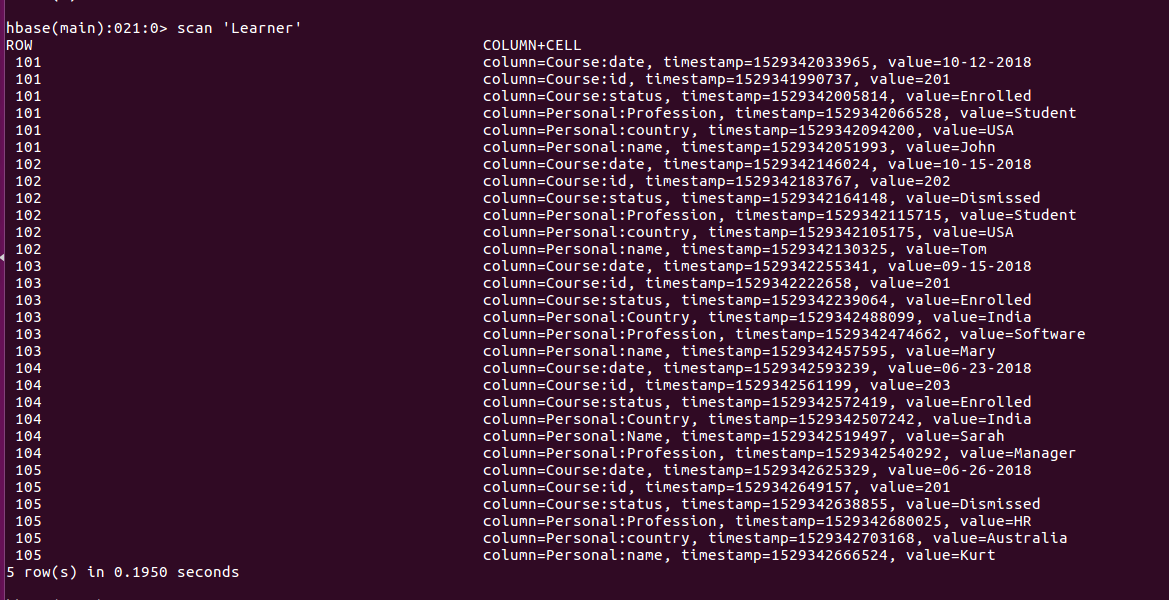 hbase(main):021:0> scan 'Learner'
ROW COLUMN+CELL
101 column=Course:date, timestamp=1529342033965, value=10-12-2018
101 column=Course:id, timestamp=1529341990737, value=201
101 column=Course:status, timestamp=1529342005814, value=Enrolled
101 column=Personal:Profession, timestamp=1529342066528, value=Student
101 column=Personal:country, timestamp=1529342094200, value=USA
101 column=Personal:name, timestamp=1529342051993, value=John
102 column=Course:date, timestamp=1529342146024, value=10-15-2018
102 column=Course:id, timestamp=1529342183767, value=202
102 column=Course:status, timestamp=1529342164148, value=Dismissed
102 column=Personal:Profession, timestamp=1529342115715, value=Student
102 column=Personal:country, timestamp=1529342105175, value=USA
102 column=Personal:name, timestamp=1529342130325, value=Tom
103 column=Course:date, timestamp=1529342255341, value=09-15-2018
103 column=Course:id, timestamp=1529342222658, value=201
103 column=Course:status, timestamp=1529342239064, value=Enrolled
103 column=Personal:Country, timestamp=1529342488099, value=India
103 column=Personal:Profession, timestamp=1529342474662, value=Software
103 column=Personal:name, timestamp=1529342457595, value=Mary
104 column=Course:date, timestamp=1529342593239, value=06-23-2018
104 column=Course:id, timestamp=1529342561199, value=203
104 column=Course:status, timestamp=1529342572419, value=Enrolled
104 column=Personal:Country, timestamp=1529342507242, value=India
104 column=Personal:Name, timestamp=1529342519497, value=Sarah
104 column=Personal:Profession, timestamp=1529342540292, value=Manager
105 column=Course:date, timestamp=1529342625329, value=06-26-2018
105 column=Course:id, timestamp=1529342649157, value=201
105 column=Course:status, timestamp=1529342638855, value=Dismissed
105 column=Personal:Profession, timestamp=1529342680025, value=HR
105 column=Personal:country, timestamp=1529342703168, value=Australia
105 column=Personal:name, timestamp=1529342666524, value=Kurt
5 row(s) in 0.1950 seconds